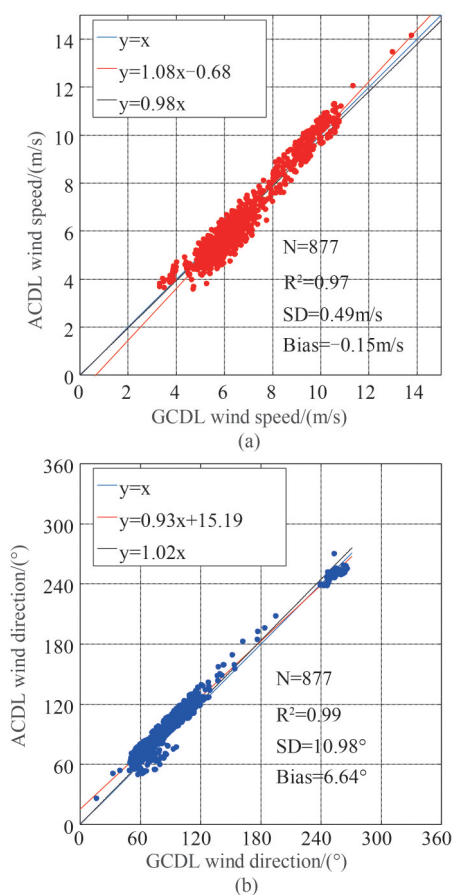 14
12
10
8
6
4
2
0
y=x
y=1.08x−0.68
y=0.98x
N=877
R²=0.97
SD=0.49m/s
Bias=−0.15m/s
ACDL wind speed/(m/s)
2 4 6 8 10 12 14
GCDL wind speed/(m/s)
(a)
360
300
240
180
120
60
0
y=x
y=0.93x+15.19
y=1.02x
N=877
R²=0.99
SD=10.98°
Bias=6.64°
ACDL wind direction/(°)
0 60 120 180 240 300 360
GCDL wind direction/(°)
(b)